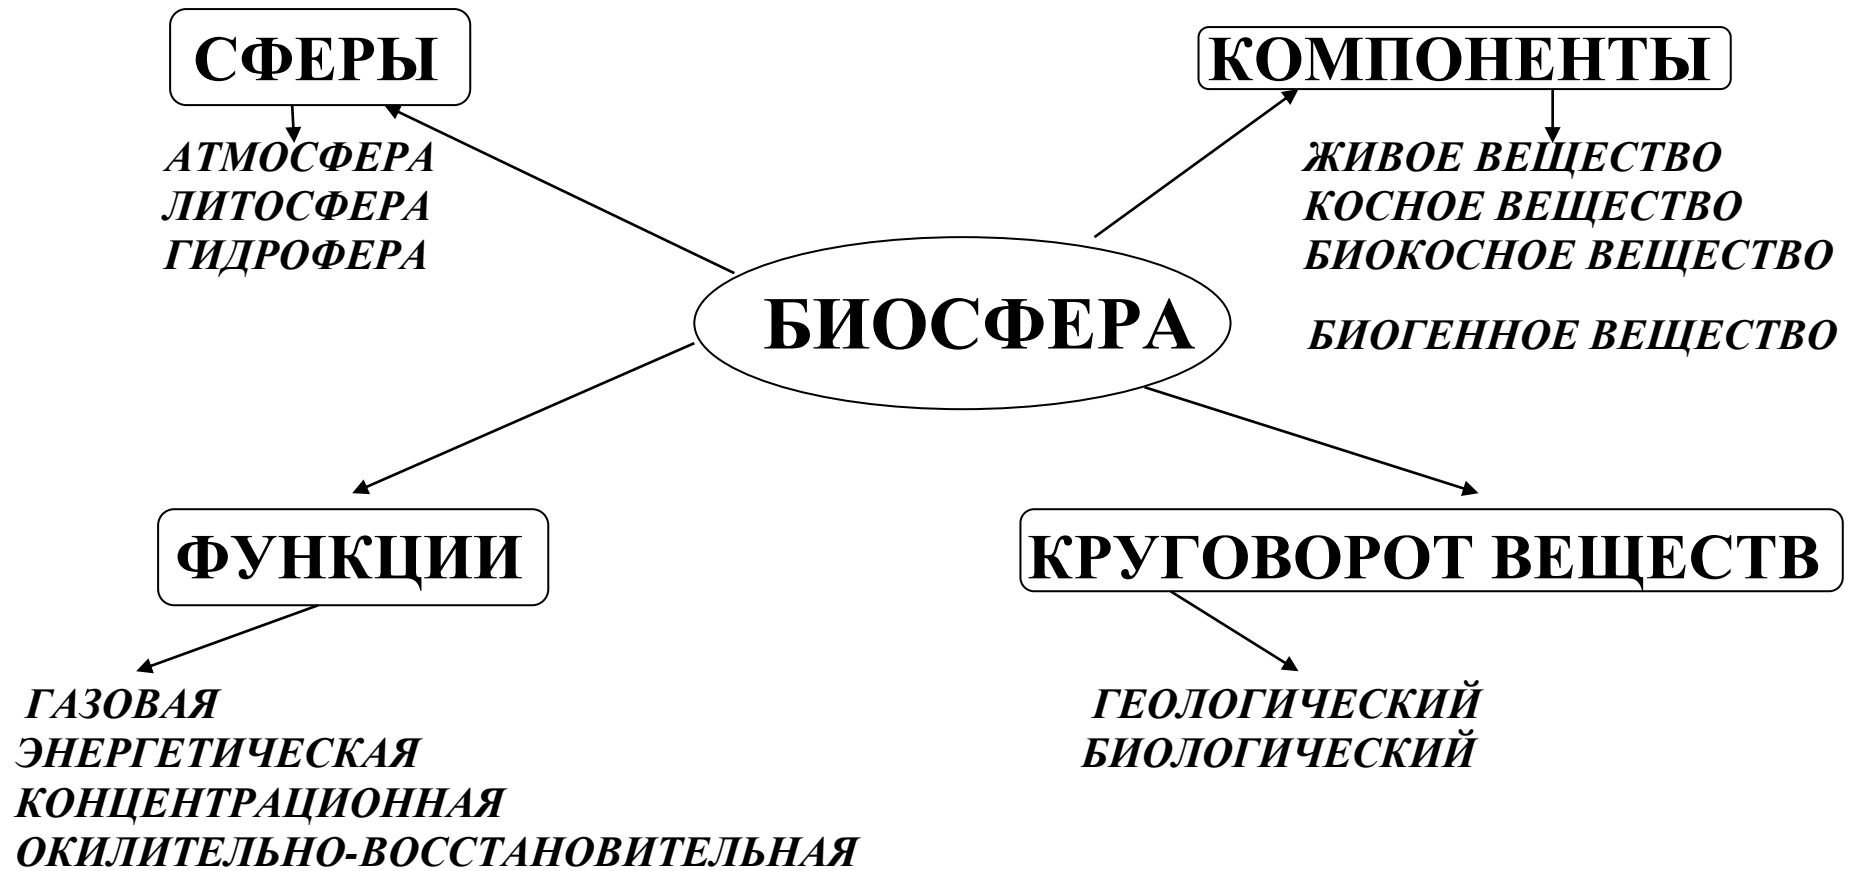 СФЕРЫ
АТМОСФЕРА
ЛИТОСФЕРА
ГИДРОФЕРА
КОМПОНЕНТЫ
ЖИВОЕ ВЕЩЕСТВО
КОСНОЕ ВЕЩЕСТВО
БИОКОСНОЕ ВЕЩЕСТВО
БИОГЕННОЕ ВЕЩЕСТВО
БИОСФЕРА
ФУНКЦИИ
ГАЗОВАЯ
ЭНЕРГЕТИЧЕСКАЯ
КОНЦЕНТРАЦИОННАЯ
ОКИЛИТЕЛЬНО-ВОССТАНОВИТЕЛЬНАЯ
КРУГОВОРОТ ВЕЩЕСТВ
ГЕОЛОГИЧЕСКИЙ
БИОЛОГИЧЕСКИЙ